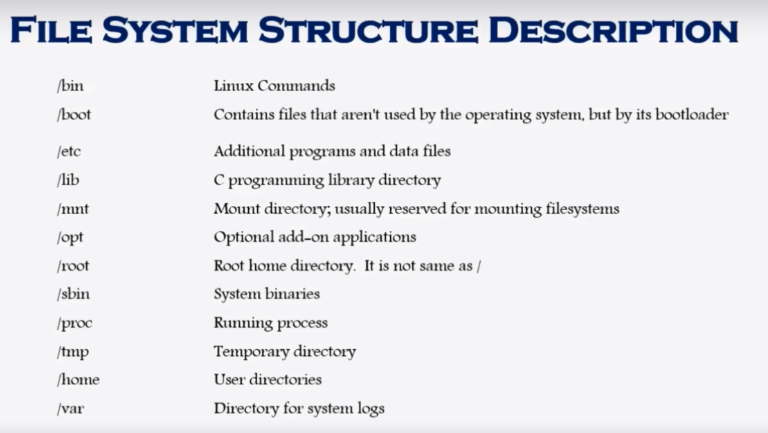 FILE SYSTEM STRUCTURE DESCRIPTION
/bin Linux Commands
/boot Contains files that aren't used by the operating system, but by its bootloader
/etc Additional programs and data files
/lib C programming library directory
/mnt Mount directory; usually reserved for mounting filesystems
/opt Optional add-on applications
/root Root home directory. It is not same as /
/sbin System binaries
/proc Running process
/tmp Temporary directory
/home User directories
/var Directory for system logs